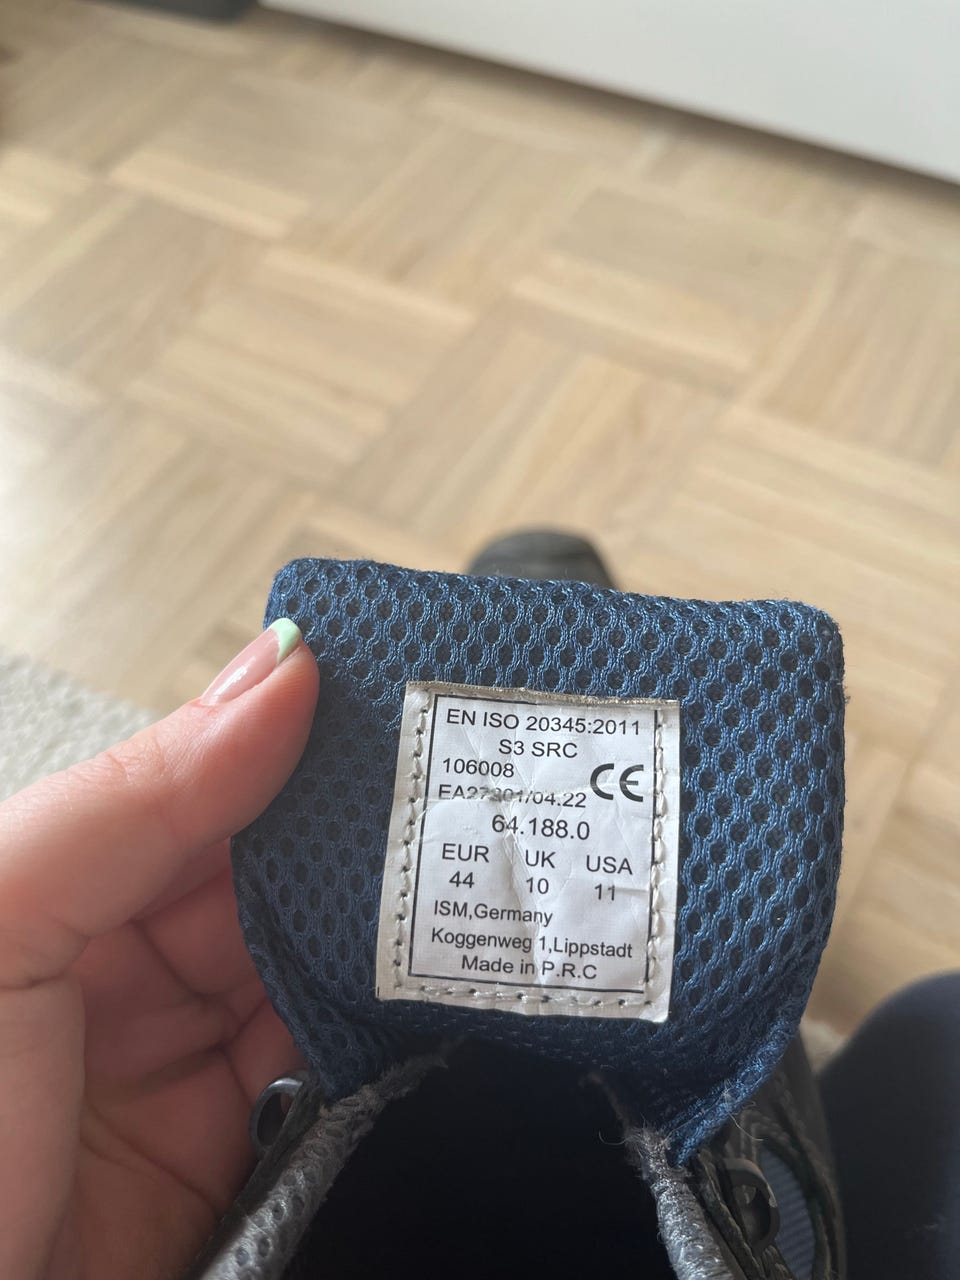 EN ISO 20345:2011
S3 SRC
106008
CE
64.188.0
EUR UK USA
44 10 11
ISM,Germany
Koggenweg 1,Lippstadt
Made in P.R.C